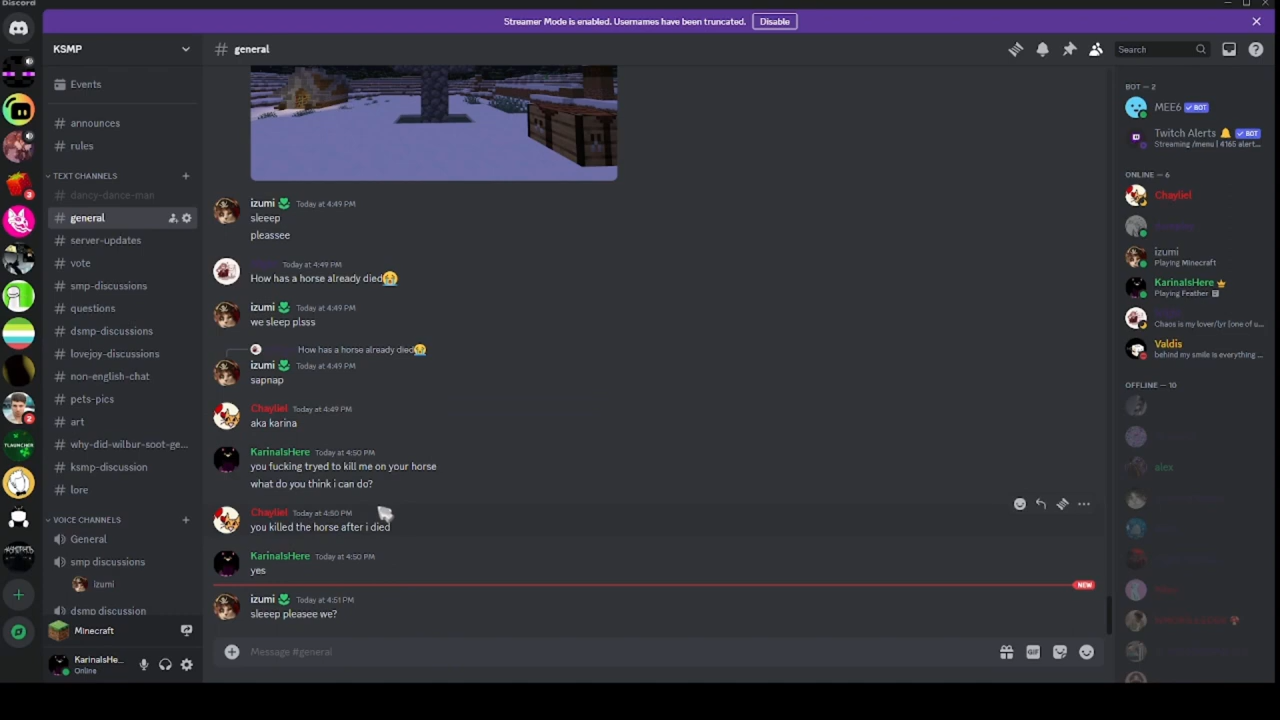 Discord
Streamer Mode is enabled. Usernames have been truncated.
Disable
KSMP
# general
Search
Events
announces
rules
TEXT CHANNELS
dancy-dance-man
general
server-updates
vote
smp-discussions
questions
dsmp-discussions
lovejoy-discussions
non-english-chat
pets-pics
art
why-did-wilbur-soot-ge...
ksmp-discussion
lore
VOICE CHANNELS
General
smp discussions
izumi
dsmp discussion
Minecraft
KarinaIsHe...
Online
izumi Today at 4:49 PM
sleeep
pleassee
Today at 4:49 PM
How has a horse already died😭
izumi Today at 4:49 PM
we sleep plsss
How has a horse already died😭
izumi Today at 4:49 PM
sapnap
Chayliel Today at 4:49 PM
aka karina
KarinaIsHere Today at 4:50 PM
you fucking tryed to kill me on your horse
what do you think i can do?
Chayliel Today at 4:50 PM
you killed the horse after i died
KarinaIsHere Today at 4:50 PM
yes
NEW
izumi Today at 4:51 PM
sleeep pleasee we?
Message #general
GIF
BOT — 2
MEE6 ✓ BOT
Twitch Alerts 🔔 ✓ BOT
Streaming /menu | 4165 alert...
ONLINE — 6
Chayliel
izumi
Playing Minecraft
KarinaIsHere
Playing Feather
Chaos is my lover/lyr (one of u...
Valdis
behind my smile is everything ...
OFFLINE — 10
alex